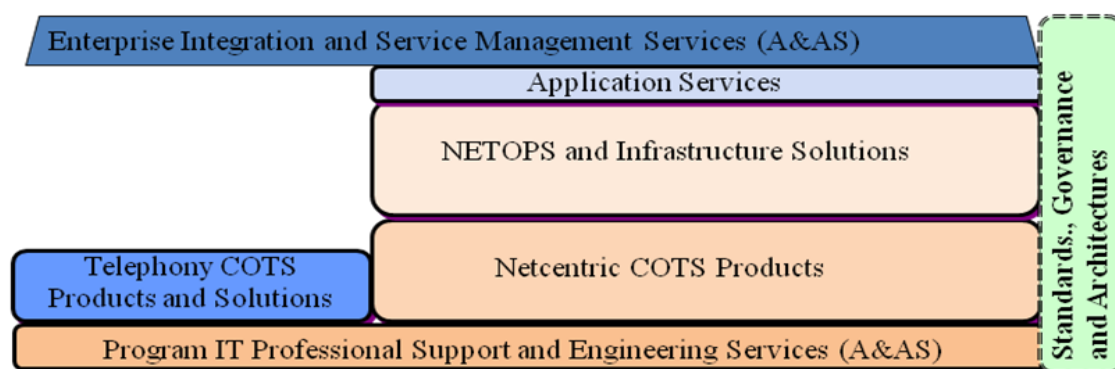 Enterprise Integration and Service Management Services (A&AS)
Application Services
NETOPS and Infrastructure Solutions
Telephony COTS
Products and Solutions
Netcentric COTS Products
Program IT Professional Support and Engineering Services (A&AS)
Standards., Governance
and Architectures